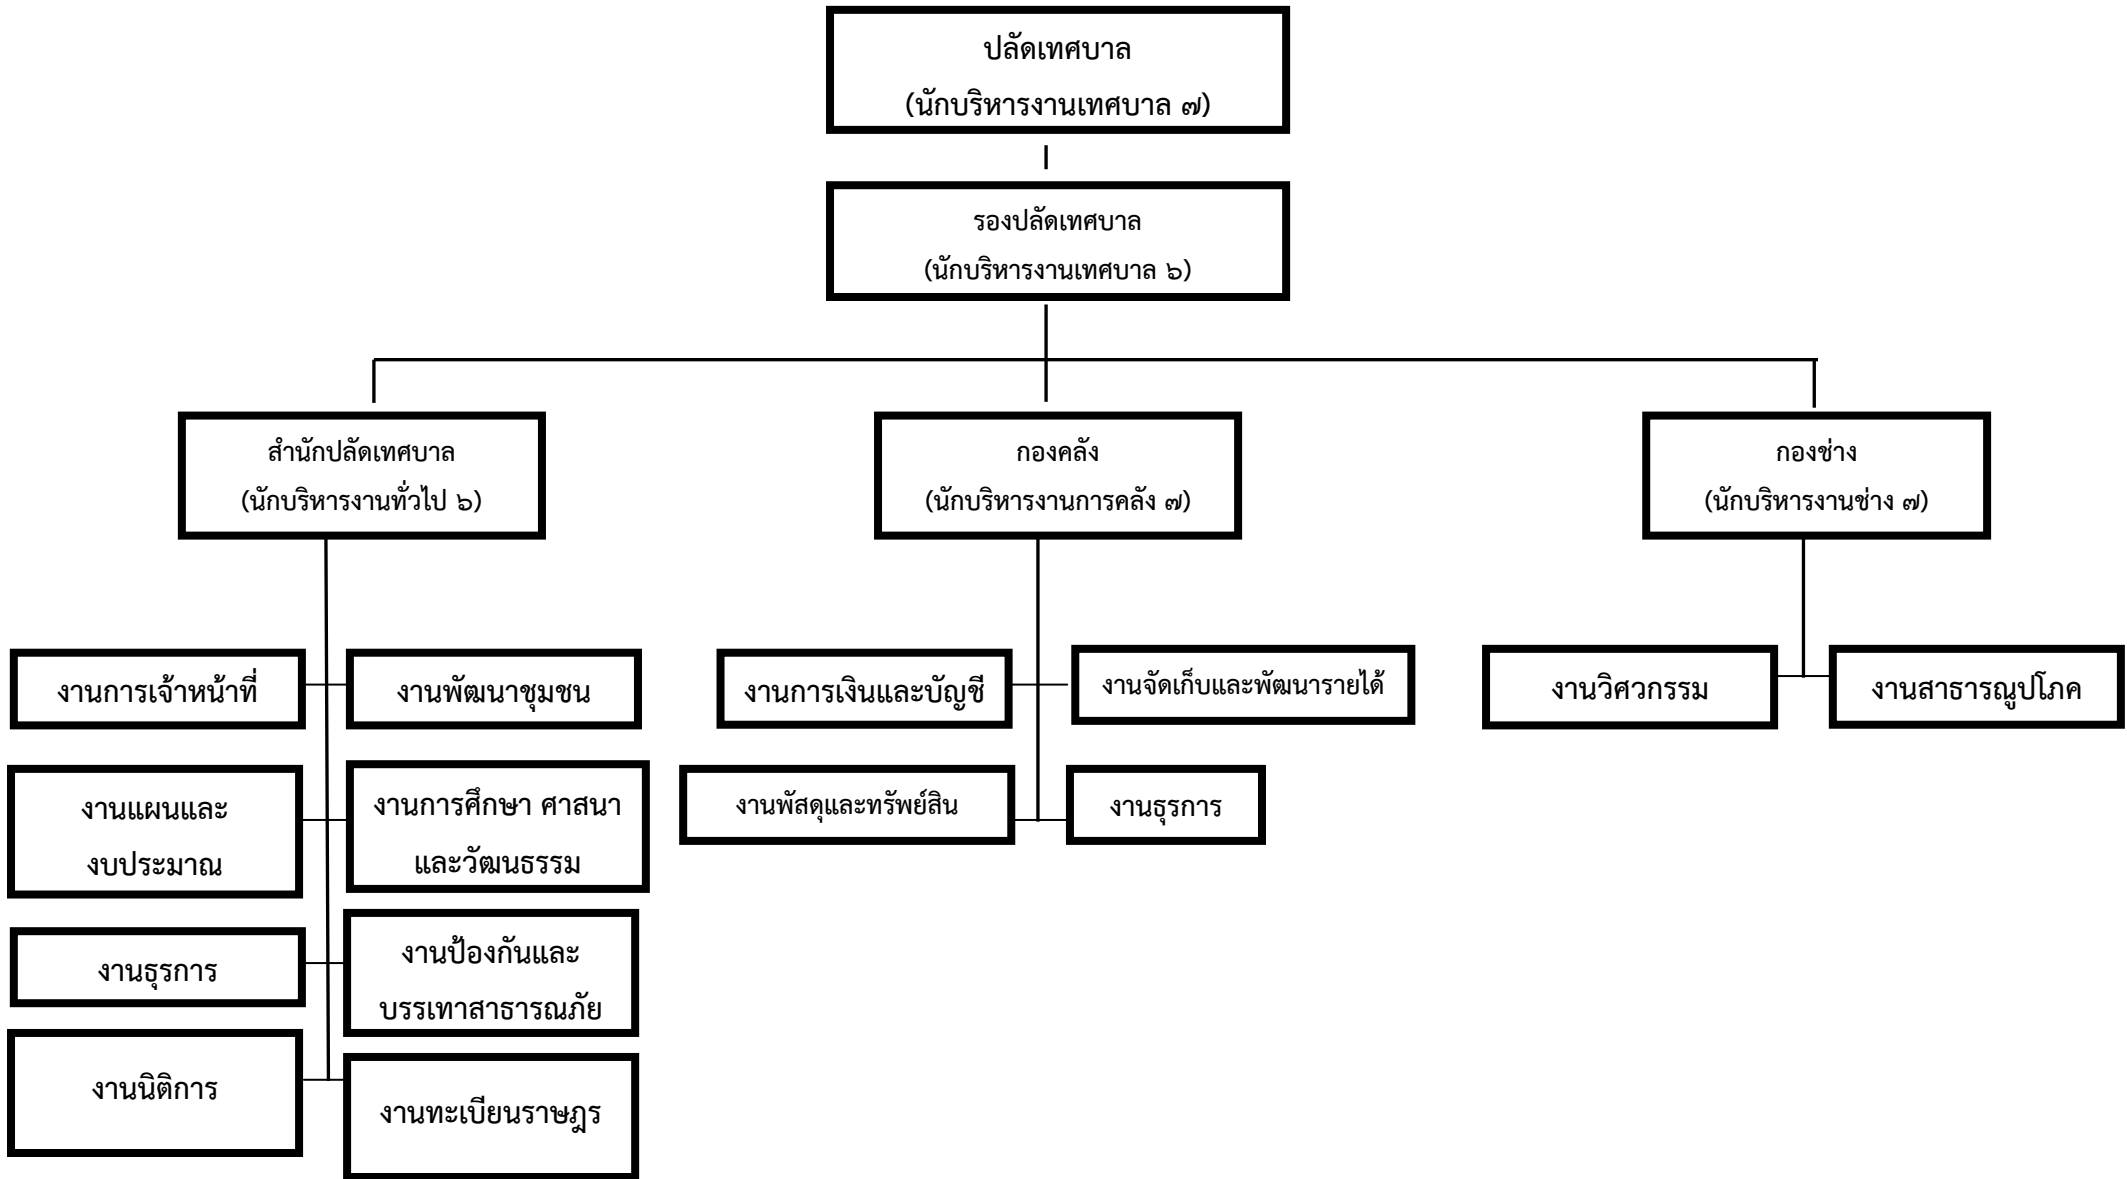 ปลัดเทศบาล
(นักบริหารงานเทศบาล ๗)
รองปลัดเทศบาล
(นักบริหารงานเทศบาล ๖)
สำนักปลัดเทศบาล
(นักบริหารงานทั่วไป ๖)
กองคลัง
(นักบริหารงานการคลัง ๗)
กองช่าง
(นักบริหารงานช่าง ๗)
งานการเจ้าหน้าที่
งานพัฒนาชุมชน
งานแผนและ
งบประมาณ
งานการศึกษา ศาสนา
และวัฒนธรรม
งานธุรการ
งานป้องกันและ
บรรเทาสาธารณภัย
งานนิติการ
งานทะเบียนราษฎร
งานการเงินและบัญชี
งานจัดเก็บและพัฒนารายได้
งานพัสดุและทรัพย์สิน
งานธุรการ
งานวิศวกรรม
งานสาธารณูปโภค